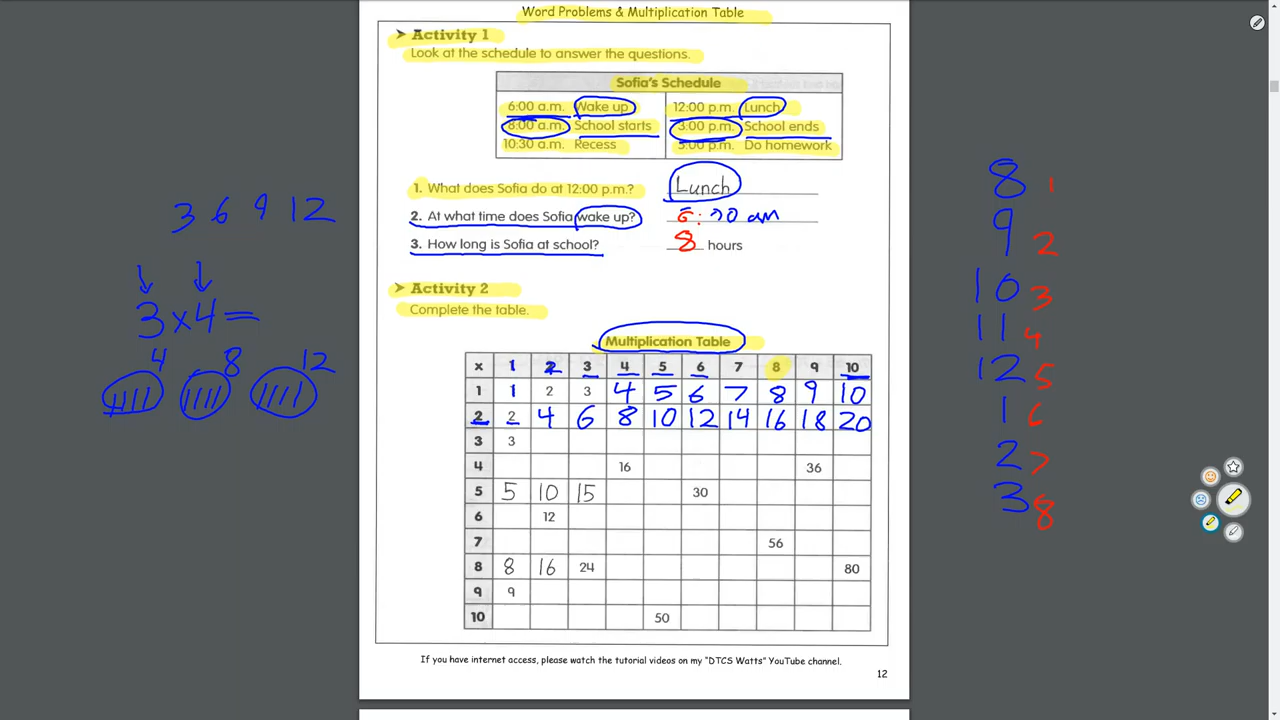 Word Problems & Multiplication Table
➤ Activity 1
Look at the schedule to answer the questions.
Sofia's Schedule
6:00 a.m. Wake up 12:00 p.m. Lunch
8:00 a.m. School starts 3:00 p.m. School ends
10:30 a.m. Recess 5:00 p.m. Do homework
1. What does Sofia do at 12:00 p.m.? Lunch
2. At what time does Sofia wake up? 6:00 am
3. How long is Sofia at school? 8 hours
➤ Activity 2
Complete the table.
Multiplication Table
x 1 2 3 4 5 6 7 8 9 10
1 1 2 3 4 5 6 7 8 9 10
2 2 4 6 8 10 12 14 16 18 20
3 3
4 16 36
5 5 10 15 30
6 12
7 56
8 8 16 24 80
9 9
10 50
If you have internet access, please watch the tutorial videos on my "DTCS Watts" YouTube channel.
12
3 6 9 12
3x4=
4 8 12
8 1
9 2
10 3
11 4
12 5
1 6
2 7
3 8